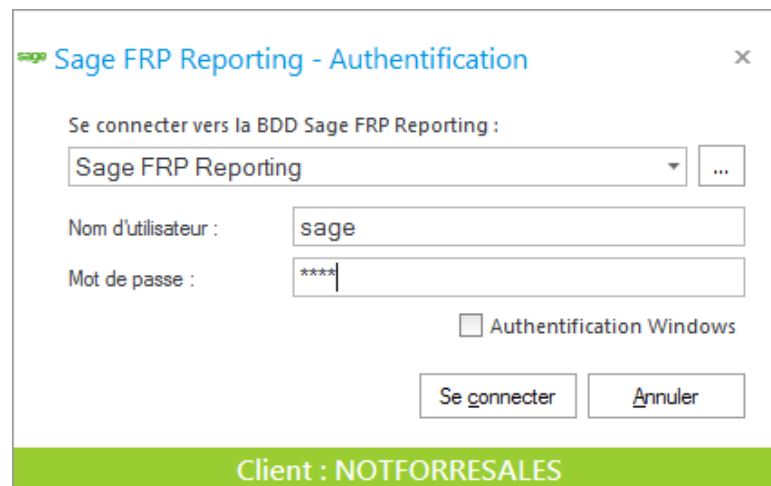 sage Sage FRP Reporting - Authentification ×
Se connecter vers la BDD Sage FRP Reporting :
Sage FRP Reporting ...
Nom d'utilisateur : sage
Mot de passe : ****
Authentification Windows
Se connecter Annuler
Client : NOTFORRESALES